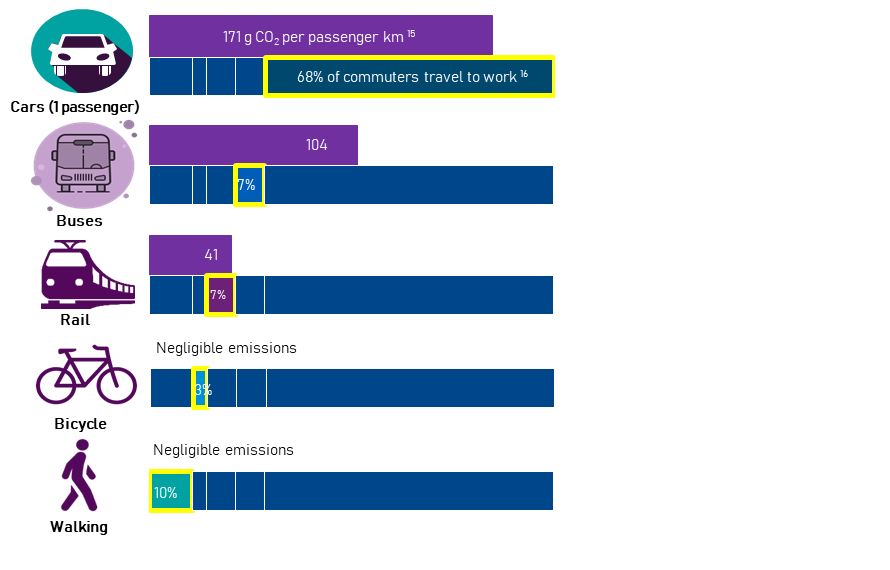 171 g CO₂ per passenger km ¹⁵
68% of commuters travel to work ¹⁶
Cars (1 passenger)
104
7%
Buses
41
7%
Rail
Negligible emissions
3%
Bicycle
Negligible emissions
10%
Walking